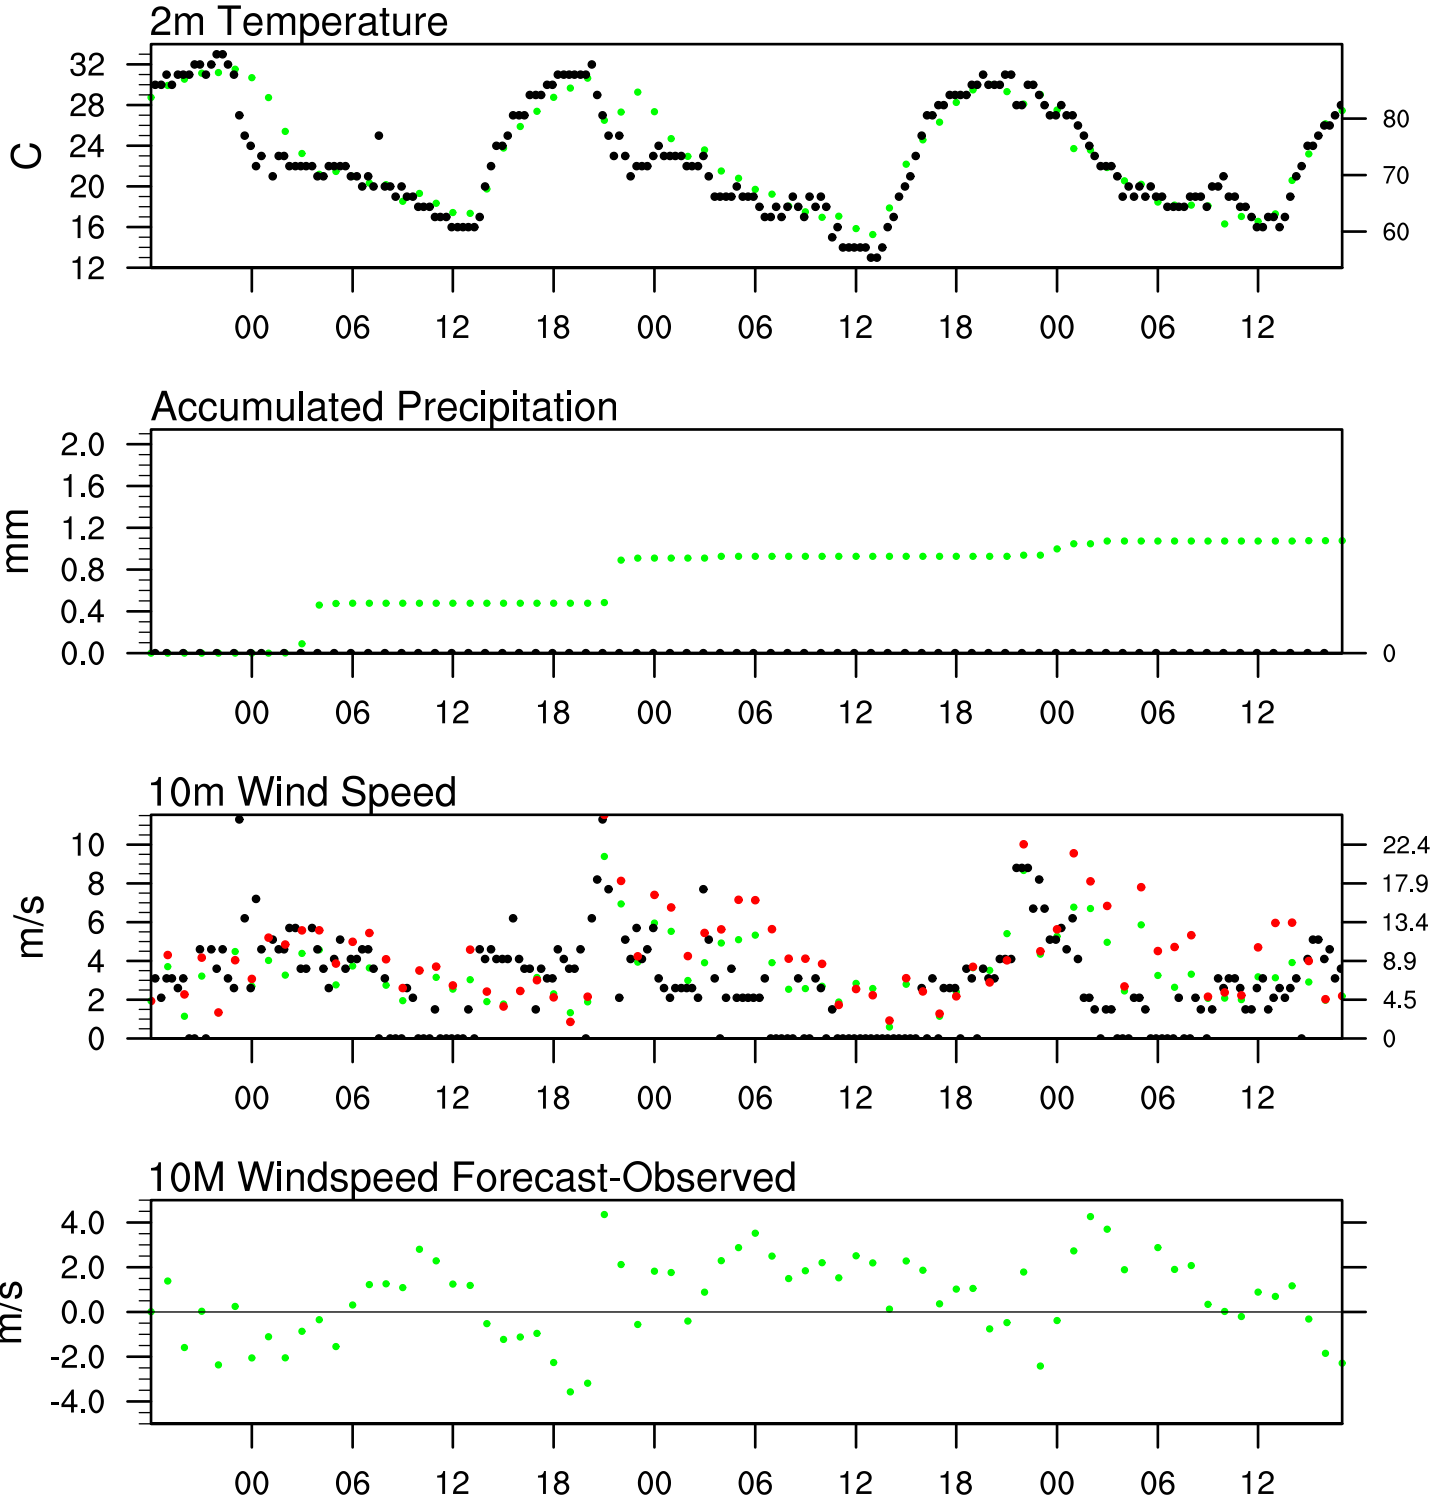 2m Temperature
32
28
24
20
16
12
C
80
70
60
00 06 12 18 00 06 12 18 00 06 12
Accumulated Precipitation
2.0
1.6
1.2
0.8
0.4
0.0
mm
0
00 06 12 18 00 06 12 18 00 06 12
10m Wind Speed
10
8
6
4
2
0
m/s
22.4
17.9
13.4
8.9
4.5
0
00 06 12 18 00 06 12 18 00 06 12
10M Windspeed Forecast-Observed
4.0
2.0
0.0
-2.0
-4.0
m/s
00 06 12 18 00 06 12 18 00 06 12